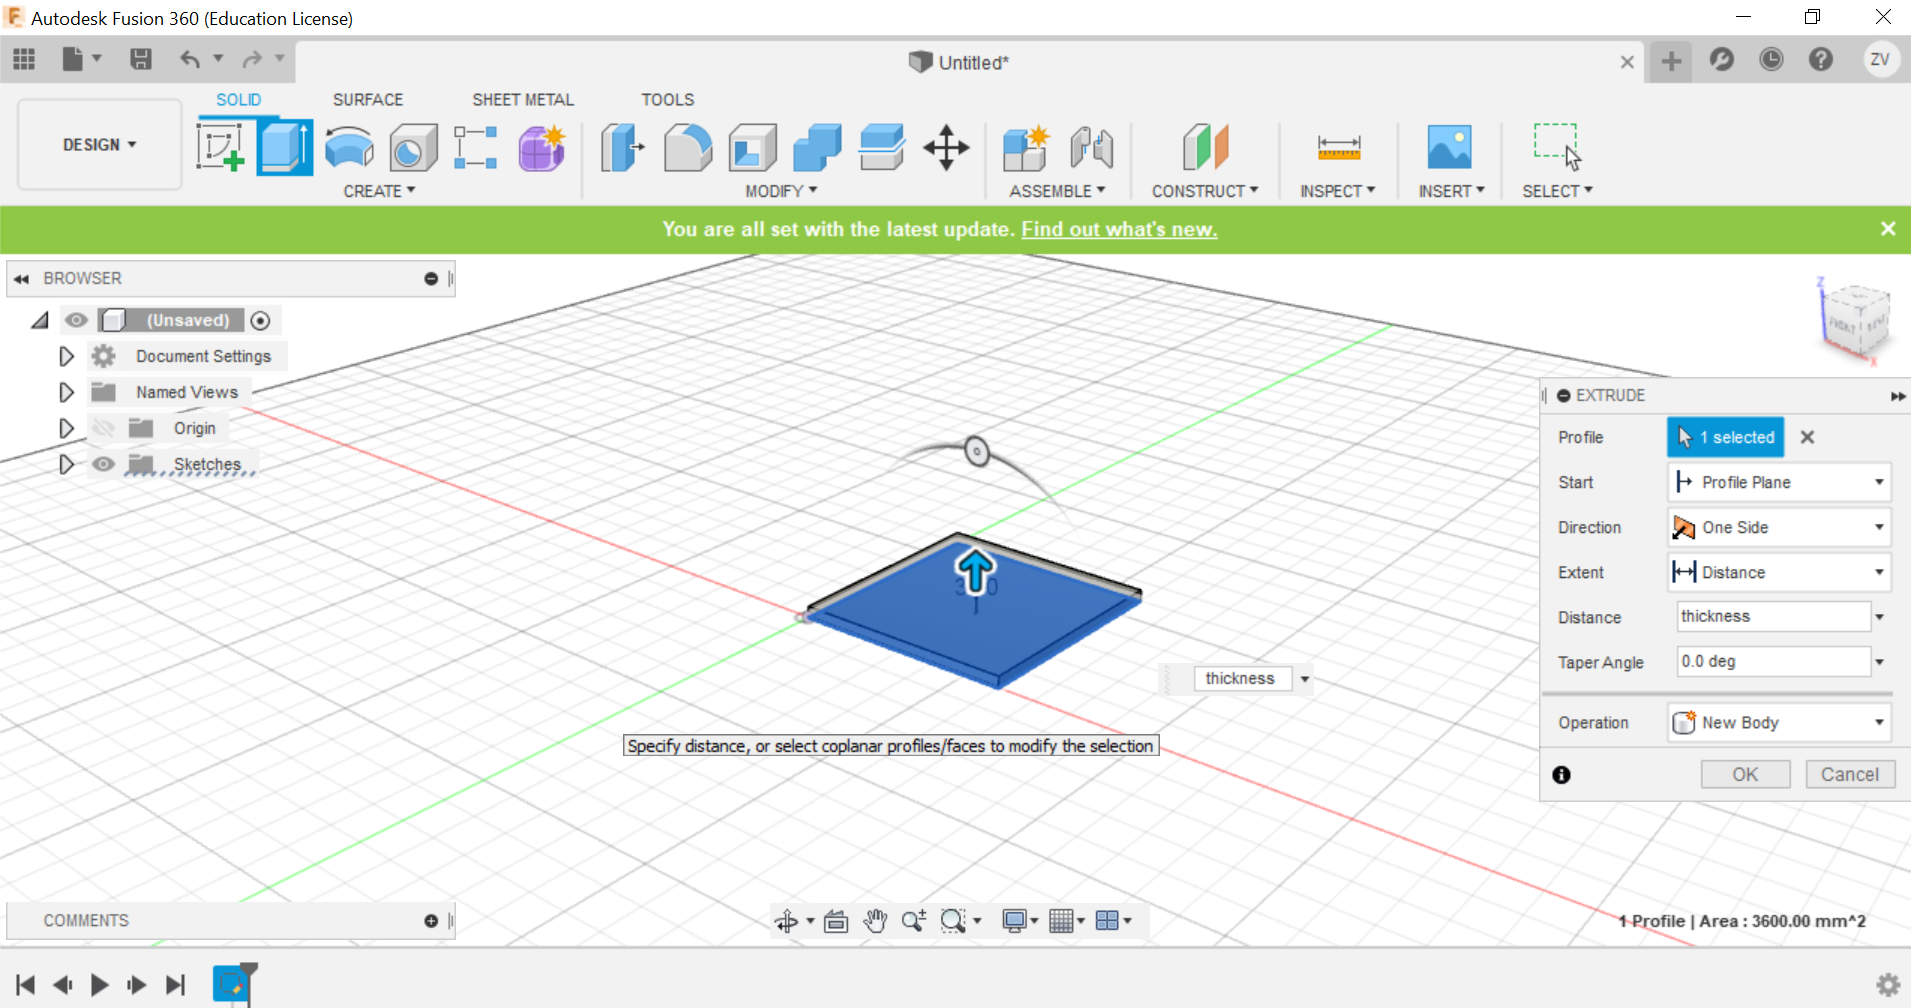 Autodesk Fusion 360 (Education License)
Untitled*
ZV
SOLID
SURFACE
SHEET METAL
TOOLS
DESIGN
CREATE
MODIFY
ASSEMBLE
CONSTRUCT
INSPECT
INSERT
SELECT
You are all set with the latest update. Find out what's new.
BROWSER
(Unsaved)
Document Settings
Named Views
Origin
Sketches
Z
FRONT
X
EXTRUDE
Profile 1 selected
Start Profile Plane
Direction One Side
Extent Distance
Distance thickness
Taper Angle 0.0 deg
Operation New Body
OK Cancel
thickness
Specify distance, or select coplanar profiles/faces to modify the selection
COMMENTS
1 Profile | Area : 3600.00 mm^2